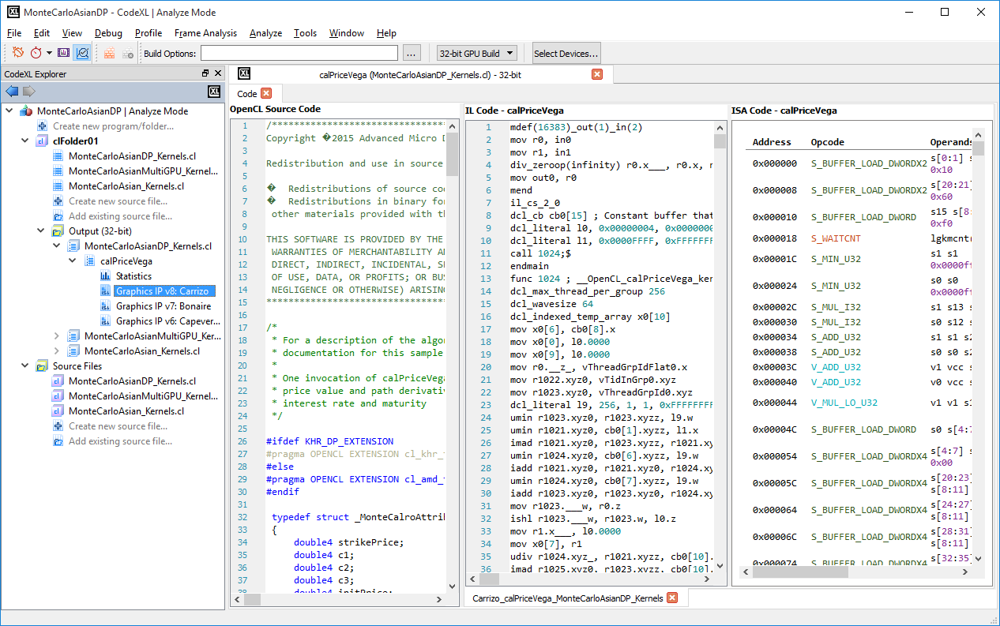 MonteCarloAsianDP - CodeXL | Analyze Mode
File Edit View Debug Profile Frame Analysis Analyze Tools Window Help
Build Options: ... 32-bit GPU Build Select Devices...
CodeXL Explorer
MonteCarloAsianDP | Analyze Mode
Create new program/folder...
clFolder01
MonteCarloAsianDP_Kernels.cl
MonteCarloAsianMultiGPU_Kernel...
MonteCarloAsian_Kernels.cl
Create new source file...
Add existing source file...
Output (32-bit)
MonteCarloAsianDP_Kernels.cl
calPriceVega
Statistics
Graphics IP v8: Carrizo
Graphics IP v7: Bonaire
Graphics IP v6: Capever...
MonteCarloAsianMultiGPU_Ker...
MonteCarloAsian_Kernels.cl
Source Files
MonteCarloAsianDP_Kernels.cl
MonteCarloAsianMultiGPU_Kernel...
MonteCarloAsian_Kernels.cl
Create new source file...
Add existing source file...
calPriceVega (MonteCarloAsianDP_Kernels.cl) - 32-bit
Code
OpenCL Source Code
1 /********************************
2 Copyright �2015 Advanced Micro D
3
4 Redistribution and use in source
5
6 �  Redistributions of source co
7 �  Redistributions in binary fo
8 other materials provided with th
9
10 THIS SOFTWARE IS PROVIDED BY THE
11 WARRANTIES OF MERCHANTABILITY A
12 DIRECT, INDIRECT, INCIDENTAL, S
13 OF USE, DATA, OR PROFITS; OR BUS
14 NEGLIGENCE OR OTHERWISE) ARISIN
15 ********************************
16
17 /*
18 * For a description of the algo
19 * documentation for this sample
20 *
21 * One invocation of calPriceVega
22 * price value and path derivati
23 * interest rate and maturity
24 */
25
26 #ifdef KHR_DP_EXTENSION
27 #pragma OPENCL EXTENSION cl_khr_
28 #else
29 #pragma OPENCL EXTENSION cl_amd_
30 #endif
31
32 typedef struct _MonteCalroAttri
33 {
34 double4 strikePrice;
35 double4 c1;
36 double4 c2;
37 double4 c3;
38 double4 initPrice;
IL Code - calPriceVega
1 mdef(16383)_out(1)_in(2)
2 mov r0, in0
3 mov r1, in1
4 div_zeroop(infinity) r0.x___, r0.x, r
5 mov out0, r0
6 mend
7 il_cs_2_0
8 dcl_cb cb0[15] ; Constant buffer that
9 dcl_literal l0, 0x00000004, 0x0000000
10 dcl_literal l1, 0x0000FFFF, 0xFFFFFFF
11 call 1024;$
12 endmain
13 func 1024 ; __OpenCL_calPriceVega_ker
14 dcl_max_thread_per_group 256
15 dcl_wavesize 64
16 dcl_indexed_temp_array x0[10]
17 mov x0[6], cb0[8].x
18 mov x0[0], l0.0000
19 mov x0[9], l0.0000
20 mov r0.__z_, vThreadGrpIdFlat0.x
21 mov r1022.xyz0, vTidInGrp0.xyz
22 mov r1023.xyz0, vThreadGrpId0.xyz
23 dcl_literal l9, 256, 1, 1, 0xFFFFFFFF
24 umin r1023.xyz0, r1023.xyzz, l9.w
25 umin r1021.xyz0, cb0[1].xyzz, l1.x
26 imad r1021.xyz0, r1023.xyzz, r1021.xy
27 umin r1024.xyz0, cb0[6].xyzz, l9.w
28 iadd r1021.xyz0, r1021.xyz0, r1024.xy
29 umin r1024.xyz0, cb0[7].xyzz, l9.w
30 iadd r1023.xyz0, r1023.xyz0, r1024.xy
31 mov r1023.___w, r0.z
32 ishl r1023.___w, r1023.w, l0.z
33 mov r1.x___, l0.0000
34 mov x0[7], r1
35 udiv r1024.xyz_, r1021.xyzz, cb0[10].
36 imad r1025.xyz0, r1023.xyzz, cb0[10].
ISA Code - calPriceVega
Address Opcode Operands
0x000000 S_BUFFER_LOAD_DWORDX2 s[0:1] s
0x10
0x000008 S_BUFFER_LOAD_DWORDX2 s[20:21]
0x60
0x000010 S_BUFFER_LOAD_DWORD s15 s[8:
0xf0
0x000018 S_WAITCNT lgkmcnt(
0x00001C S_MIN_U32 s1 s1
0x0000ff
0x000024 S_MIN_U32 s0 s0
0x0000ff
0x00002C S_MUL_I32 s1 s13 s
0x000030 S_MUL_I32 s0 s12 s
0x000034 S_ADD_U32 s1 s1 s2
0x000038 S_ADD_U32 s0 s0 s2
0x00003C V_ADD_U32 v1 vcc s
0x000040 V_ADD_U32 v0 vcc s
0x000044 V_MUL_LO_U32 v1 v1 s1
0x00004C S_BUFFER_LOAD_DWORD s0 s[4:7
0x000054 S_BUFFER_LOAD_DWORDX4 s[4:7] s
0x00
0x00005C S_BUFFER_LOAD_DWORDX4 s[20:23]
s[8:11]
0x000064 S_BUFFER_LOAD_DWORDX4 s[24:27]
s[8:11]
0x00006C S_BUFFER_LOAD_DWORDX4 s[28:31]
s[8:11]
0x000074 S_BUFFER_LOAD_DWORDX4 s[32:35]
Carrizo_calPriceVega_MonteCarloAsianDP_Kernels